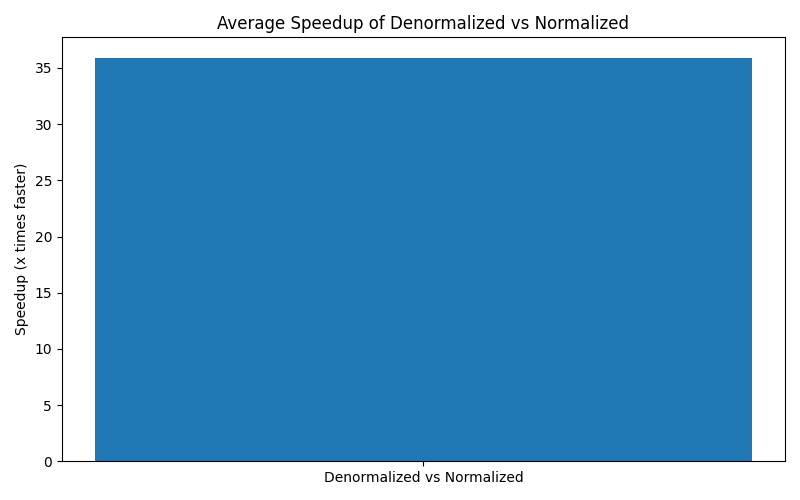 Average Speedup of Denormalized vs Normalized
Speedup (x times faster)
35
30
25
20
15
10
5
0
Denormalized vs Normalized